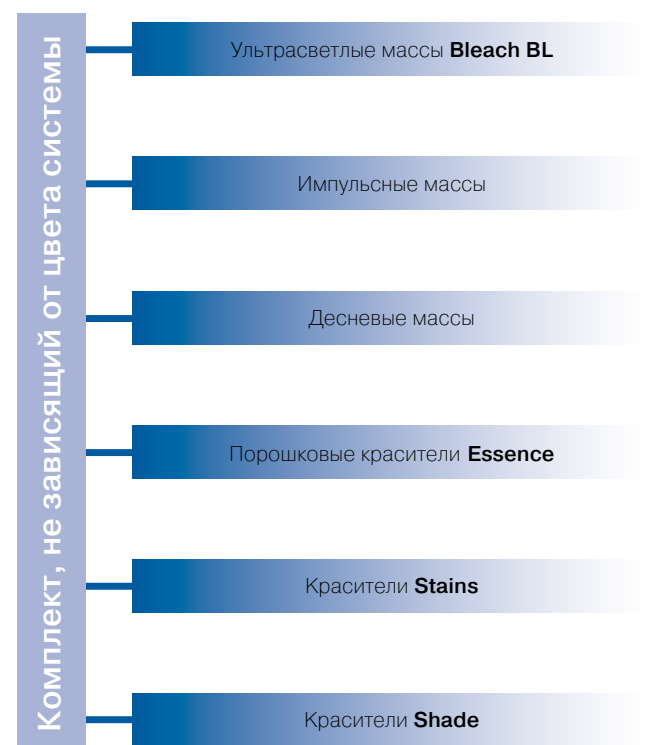 Комплект, не зависящий от цвета системы
Ультрасветлые массы Bleach BL
Импульсные массы
Десневые массы
Порошковые красители Essence
Красители Stains
Красители Shade